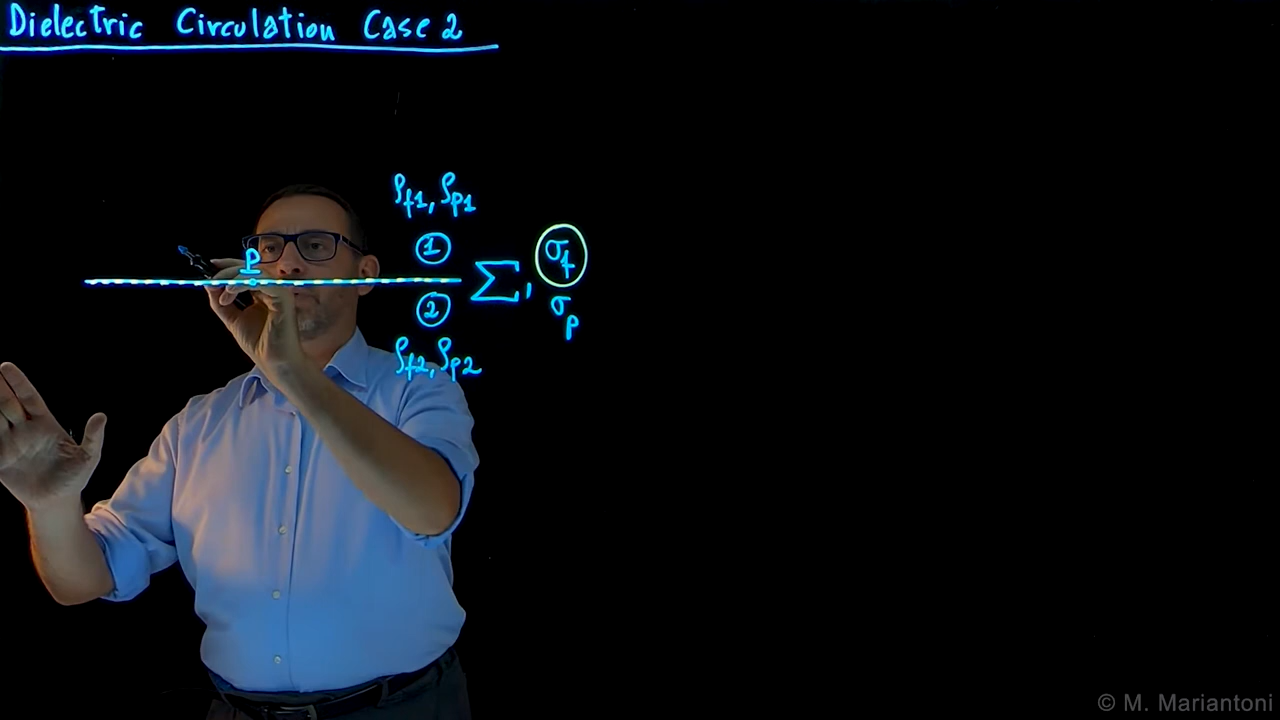 Dielectric Circulation Case 2
ρf1, ρp1
①
P
Σ, σf
②
σp
ρf2, ρp2
© M. Mariantoni